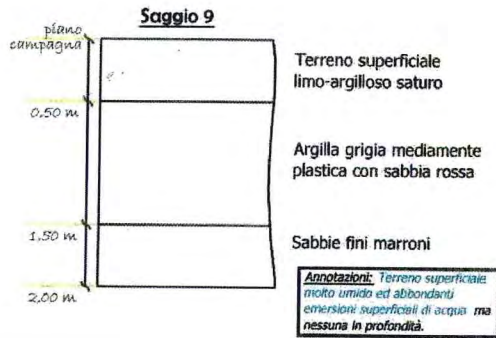 Saggio 9
piano
campagna
Terreno superficiale
limo-argilloso saturo
0,50 m
Argilla grigia mediamente
plastica con sabbia rossa
1,50 m
Sabbie fini marroni
2,00 m
Annotazioni: Terreno superficiale
molto umido ed abbondanti
emersioni superficiali di acqua ma
nessuna in profondità.